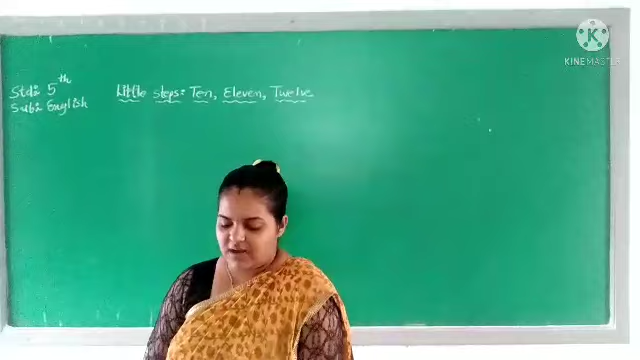 Std:- 5th
Little steps:- Ten, Eleven, Twelve.
Sub:- English
K
KINEMASTER